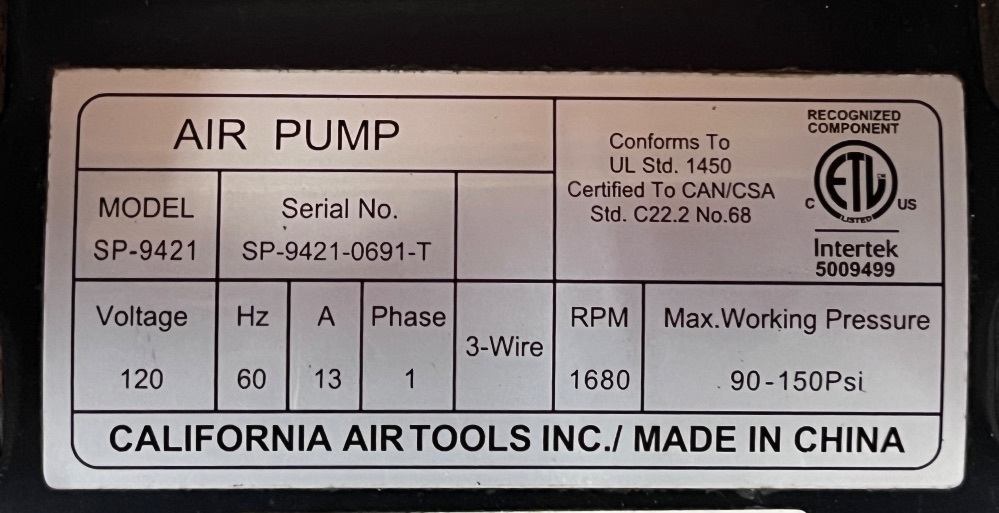 AIR PUMP
Conforms To
UL Std. 1450
Certified To CAN/CSA
Std. C22.2 No.68
RECOGNIZED
COMPONENT
ETL
TM
C
US
LISTED
Intertek
5009499
MODEL
SP-9421
Serial No.
SP-9421-0691-T
Voltage
120
Hz
60
A
13
Phase
1
3-Wire
RPM
1680
Max.Working Pressure
90-150Psi
CALIFORNIA AIR TOOLS INC./ MADE IN CHINA